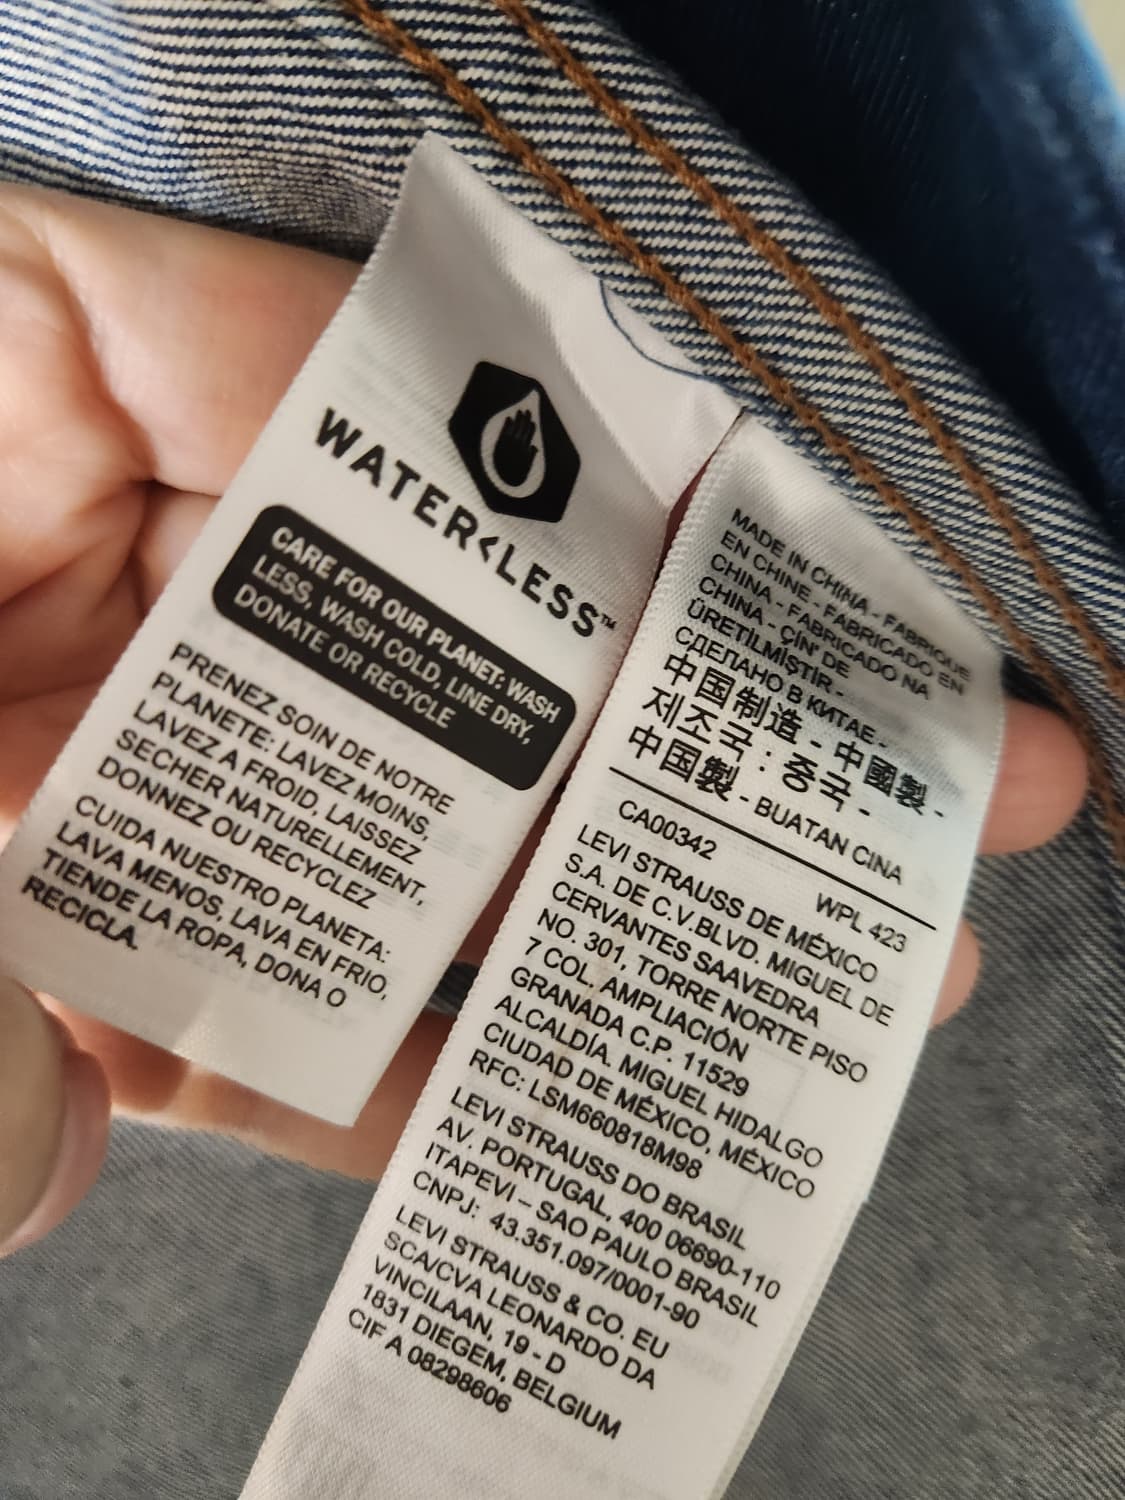 WATER<LESS™
CARE FOR OUR PLANET: WASH
LESS, WASH COLD, LINE DRY,
DONATE OR RECYCLE
PRENEZ SOIN DE NOTRE
PLANETE: LAVEZ MOINS,
LAVEZ A FROID, LAISSEZ
SECHER NATURELLEMENT,
DONNEZ OU RECYCLEZ
CUIDA NUESTRO PLANETA:
LAVA MENOS, LAVA EN FRIO,
TIENDE LA ROPA, DONA O
RECICLA.
MADE IN CHINA - FABRIQUE
EN CHINE - FABRICADO EN
CHINA - FABRICADO NA
CHINA - ÇİN' DE
ÜRETILMİŞTİR -
СДЕЛАНО В КИТАЕ -
中国制造 - 中國製 -
제조국 : 중국 -
中国製 - BUATAN CINA
CA00342 WPL 423
LEVI STRAUSS DE MÉXICO
S.A. DE C.V.BLVD. MIGUEL DE
CERVANTES SAAVEDRA
NO. 301, TORRE NORTE PISO
7 COL. AMPLIACIÓN
GRANADA C.P. 11529
ALCALDÍA. MIGUEL HIDALGO
CIUDAD DE MÉXICO, MÉXICO
RFC: LSM660818M98
LEVI STRAUSS DO BRASIL
AV. PORTUGAL, 400 06690-110
ITAPEVI – SAO PAULO BRASIL
CNPJ: 43.351.097/0001-90
LEVI STRAUSS & CO. EU
SCA/CVA LEONARDO DA
VINCILAAN, 19 - D
1831 DIEGEM, BELGIUM
CIF A 08298606